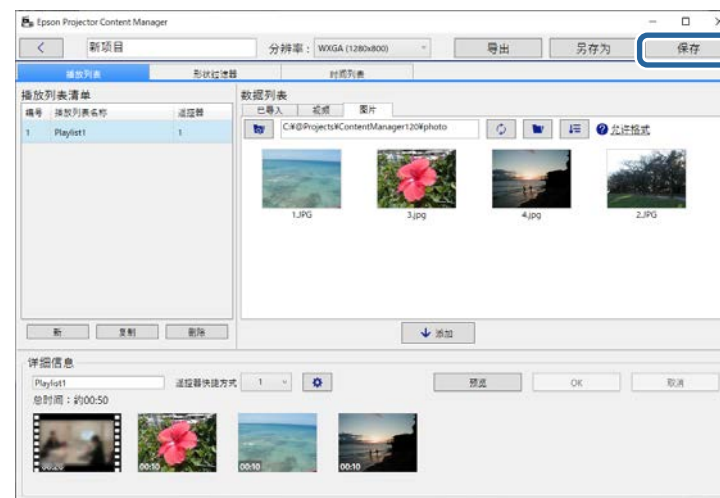 Epson Projector Content Manager
新项目 分辨率： WXGA (1280x800) 导出 另存为 保存
播放列表 形状过滤器 时间列表
播放列表清单 数据列表
编号 播放列表名称 遥控器 已导入 视频 图片
1 Playlist1 1 C:¥@Projects¥ContentManager120¥photo 允许格式
1.JPG 3.jpg 4.jpg 2.JPG
新 复制 删除 添加
详细信息
Playlist1 遥控器快捷方式 1 预览 OK 取消
总时间：约00:50
00:20 00:10 00:10 00:10